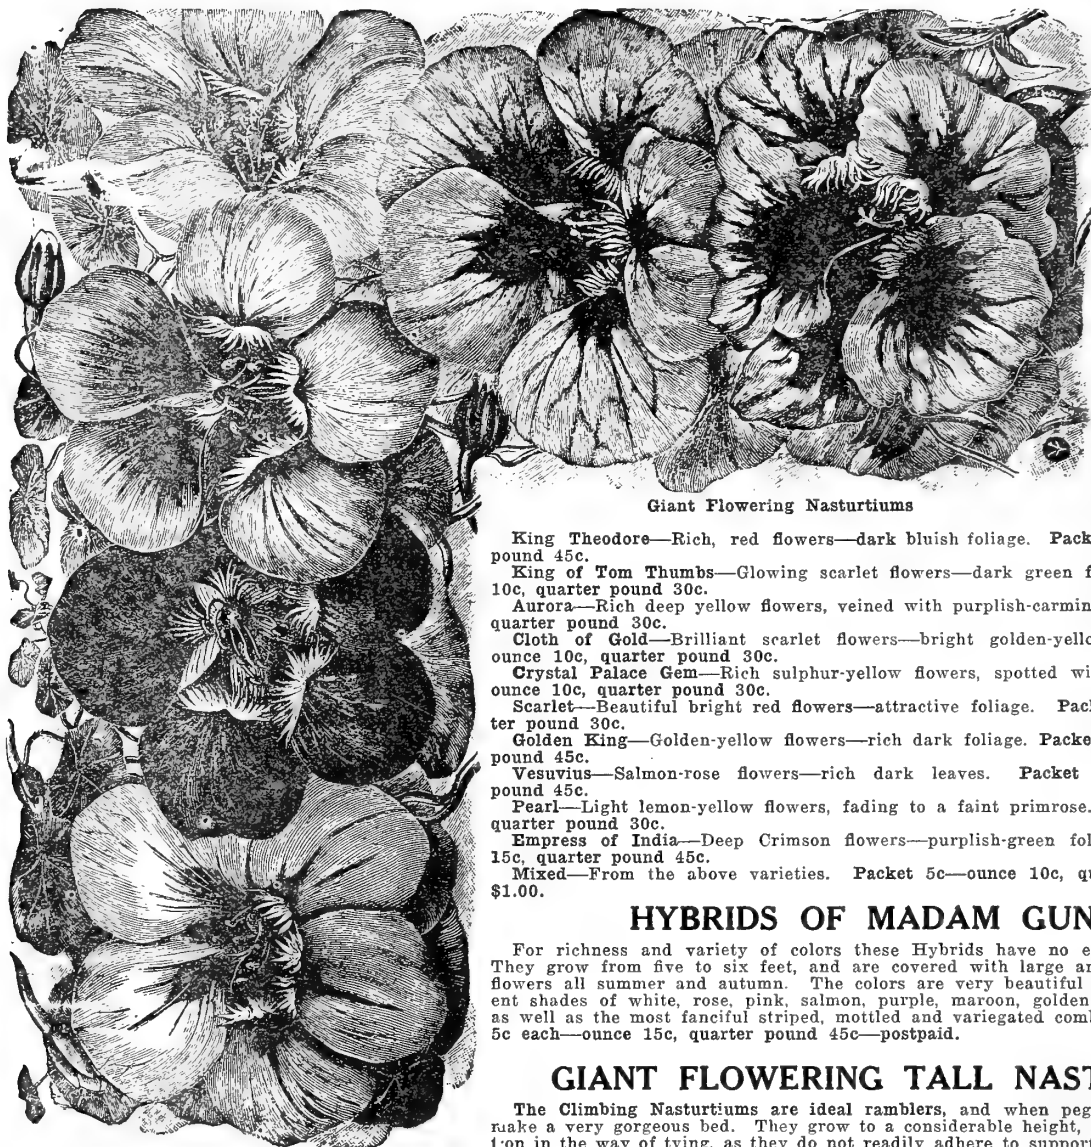 Giant Flowering Nasturtiums
King Theodore—Rich, red flowers—dark bluish foliage. Pack
pound 45c.
King of Tom Thumbs—Glowing scarlet flowers—dark green f
10c, quarter pound 30c.
Aurora—Rich deep yellow flowers, veined with purplish-carmin
quarter pound 30c.
Cloth of Gold—Brilliant scarlet flowers—bright golden-yello
ounce 10c, quarter pound 30c.
Crystal Palace Gem—Rich sulphur-yellow flowers, spotted wi
ounce 10c, quarter pound 30c.
Scarlet—Beautiful bright red flowers—attractive foliage. Pac
ter pound 30c.
Golden King—Golden-yellow flowers—rich dark foliage. Packe
pound 45c.
Vesuvius—Salmon-rose flowers—rich dark leaves. Packet
pound 45c.
Pearl—Light lemon-yellow flowers, fading to a faint primrose.
quarter pound 30c.
Empress of India—Deep Crimson flowers—purplish-green fol
15c, quarter pound 45c.
Mixed—From the above varieties. Packet 5c—ounce 10c, qu
$1.00.
HYBRIDS OF MADAM GUN
For richness and variety of colors these Hybrids have no e
They grow from five to six feet, and are covered with large an
flowers all summer and autumn. The colors are very beautiful
ent shades of white, rose, pink, salmon, purple, maroon, golden
as well as the most fanciful striped, mottled and variegated com
5c each—ounce 15c, quarter pound 45c—postpaid.
GIANT FLOWERING TALL NAST
The Climbing Nasturtiums are ideal ramblers, and when peg
make a very gorgeous bed. They grow to a considerable height,
t:on in the way of tying, as they do not readily adhere to suppo